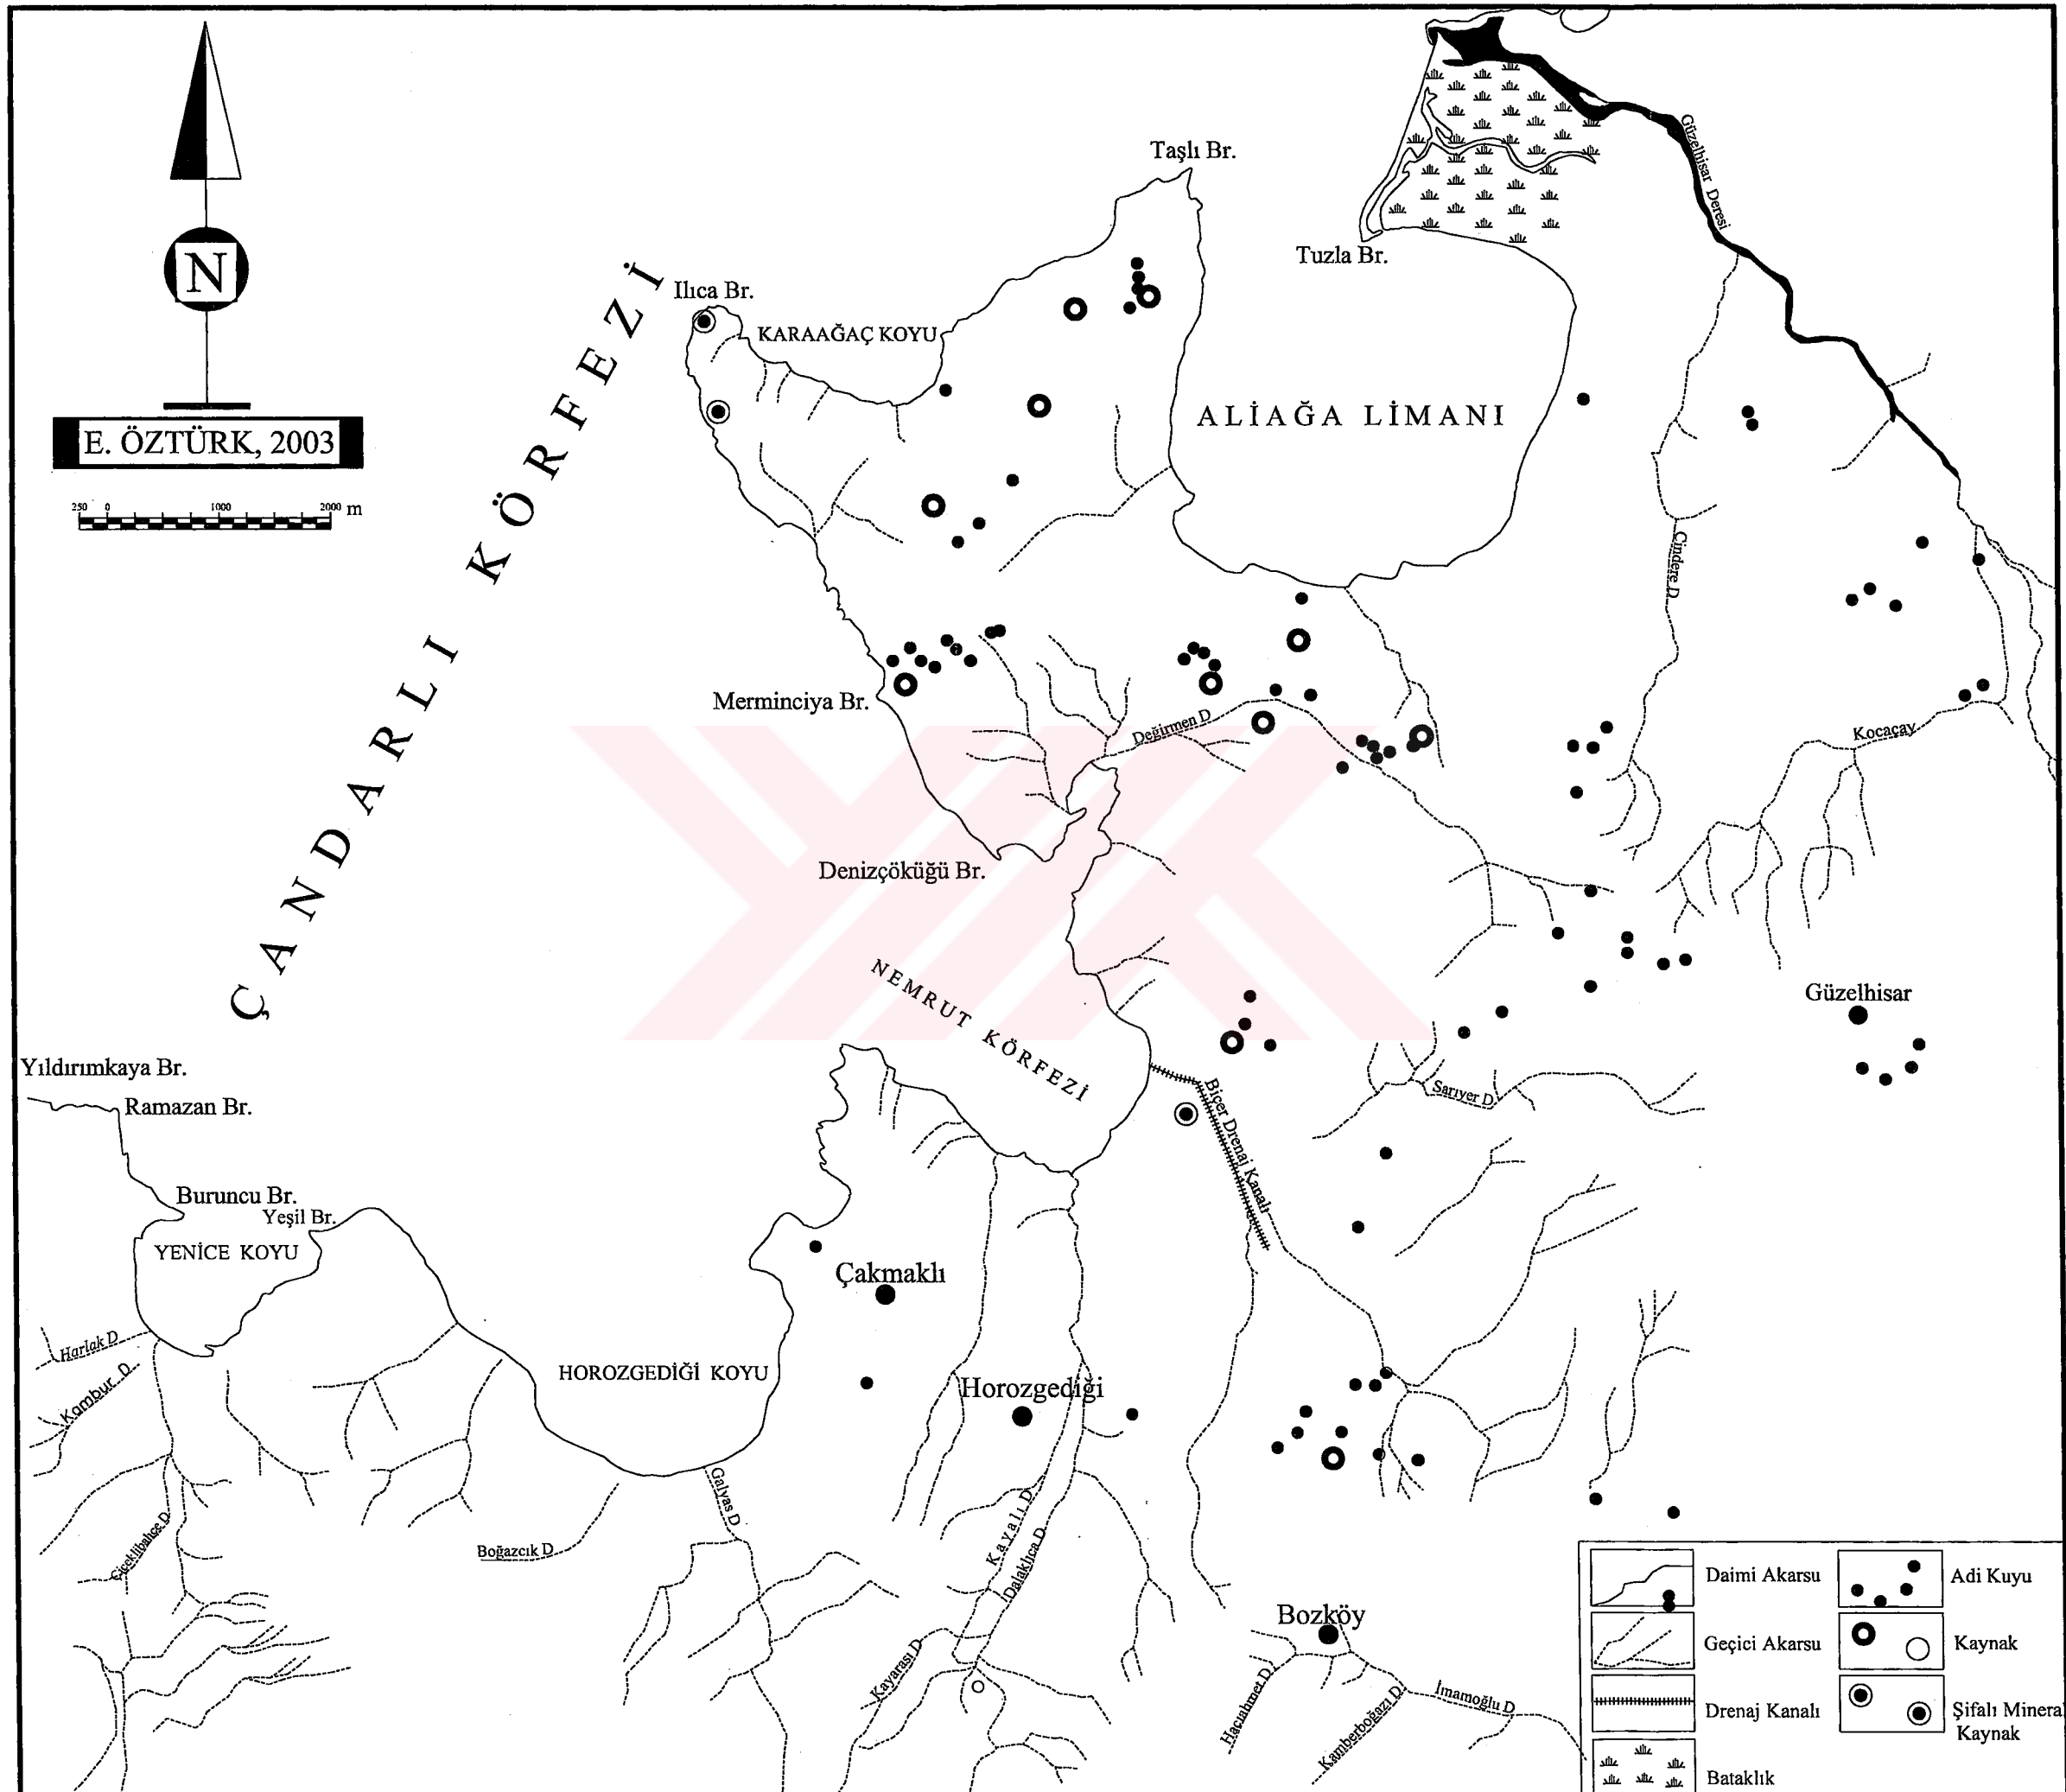 Taşlı Br.
Güzelhisar Deresi
Tuzla Br.
N
Ilıca Br.
KARAAĞAÇ KOYU
ALİAĞA LİMANI
E. ÖZTÜRK, 2003
250 0 1000 2000 m
ÇANDARLI KÖRFEZİ
Cindere D
Merminciya Br.
Değirmen D
Kocaçay
Denizçöküğü Br.
NEMRUT KÖRFEZİ
Güzelhisar
Yıldırımkaya Br.
Ramazan Br.
Sarıyer D.
Biçer Drenaj Kanalı
Buruncu Br.
Yeşil Br.
YENİCE KOYU
Çakmaklı
Harlak D
HOROZGEDİĞİ KOYU
Horozgediği
Kambur D
Galyas D
Çiçeklibahçe D
Boğazcık D
Kayalı D
Dalaklıca D
Kayarası D
Bozköy
Hacıahmet D
Kamberboğazı D
İmamoğlu D
Daimi Akarsu
Adi Kuyu
Geçici Akarsu
Kaynak
Drenaj Kanalı
Şifalı Minera
Kaynak
Bataklık